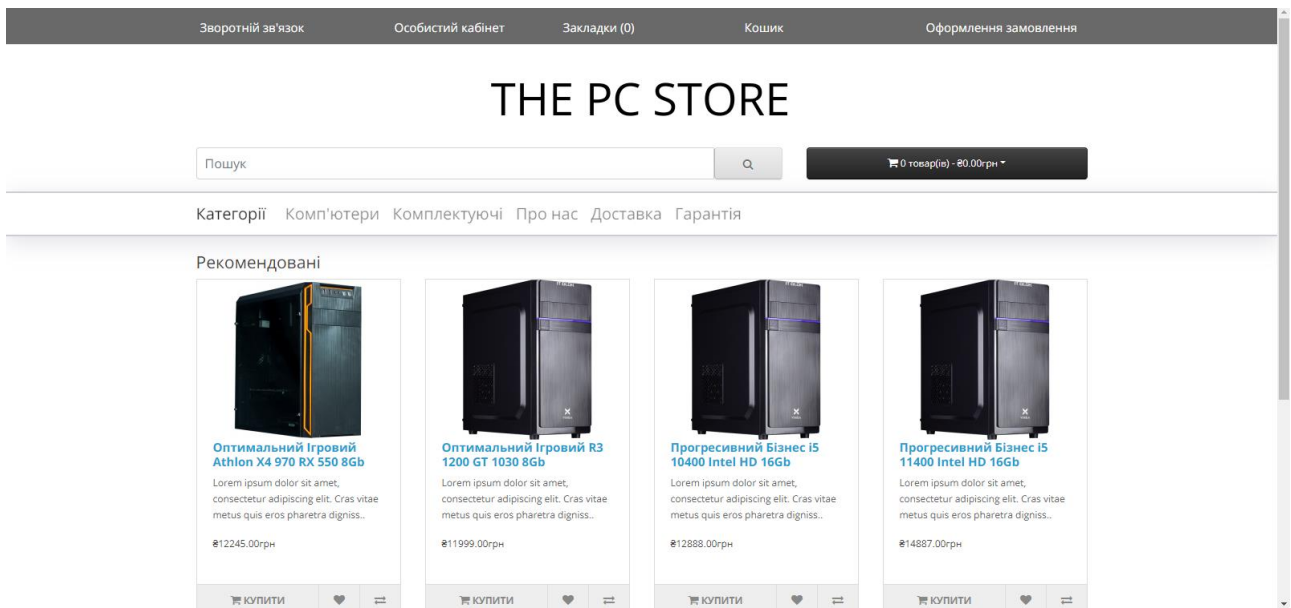 Зворотній зв'язок Особистий кабінет Закладки (0) Кошик Оформлення замовлення
THE PC STORE
Пошук
0 товар(ів) - ₴0.00грн
Категорії Комп'ютери Комплектуючі Про нас Доставка Гарантія
Рекомендовані
Оптимальний Ігровий
Athlon X4 970 RX 550 8Gb
Lorem ipsum dolor sit amet,
consectetur adipiscing elit. Cras vitae
metus quis eros pharetra digniss..
₴12245.00грн
КУПИТИ
Оптимальний Ігровий R3
1200 GT 1030 8Gb
Lorem ipsum dolor sit amet,
consectetur adipiscing elit. Cras vitae
metus quis eros pharetra digniss..
₴11999.00грн
КУПИТИ
Прогресивний Бізнес i5
10400 Intel HD 16Gb
Lorem ipsum dolor sit amet,
consectetur adipiscing elit. Cras vitae
metus quis eros pharetra digniss..
₴12888.00грн
КУПИТИ
Прогресивний Бізнес i5
11400 Intel HD 16Gb
Lorem ipsum dolor sit amet,
consectetur adipiscing elit. Cras vitae
metus quis eros pharetra digniss..
₴14887.00грн
КУПИТИ